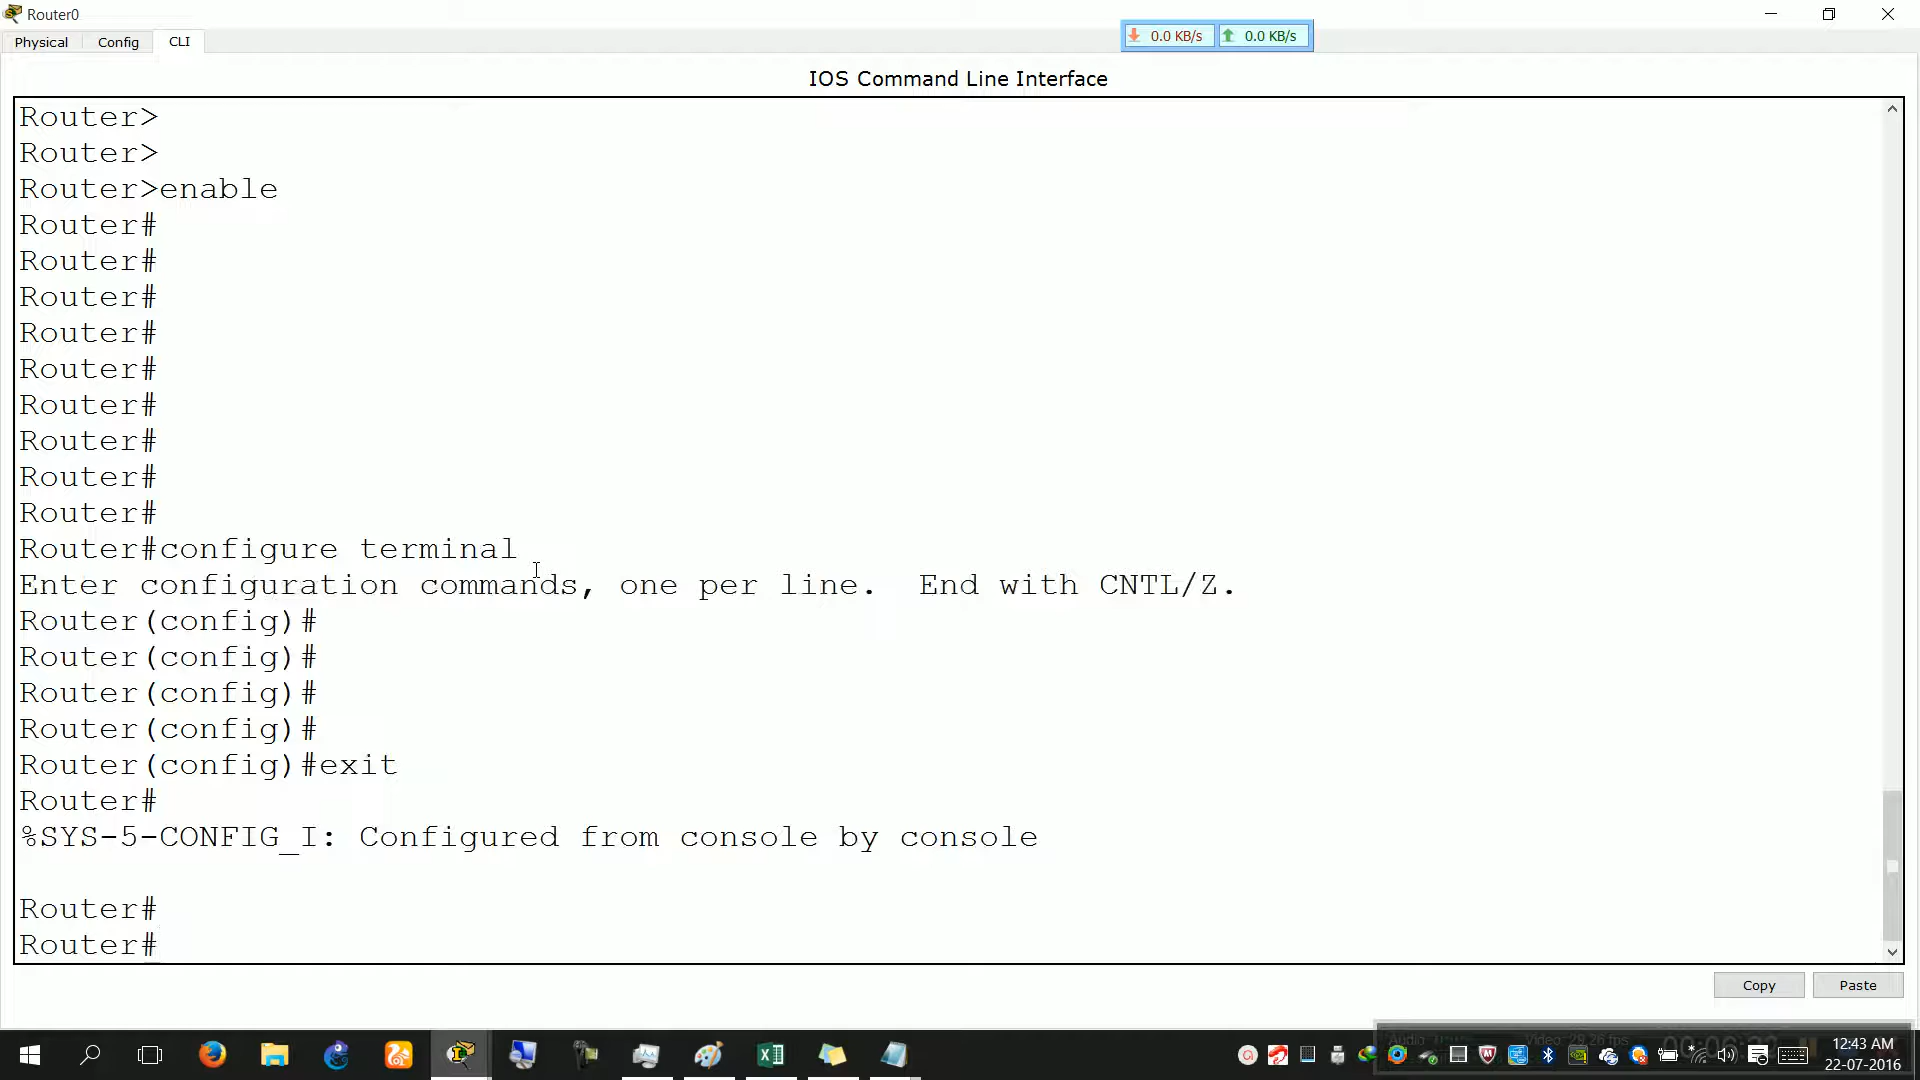 Router0
Physical Config CLI
0.0 KB/s 0.0 KB/s
IOS Command Line Interface
Router>
Router>
Router>enable
Router#
Router#
Router#
Router#
Router#
Router#
Router#
Router#
Router#
Router#configure terminal
Enter configuration commands, one per line.  End with CNTL/Z.
Router(config)#
Router(config)#
Router(config)#
Router(config)#
Router(config)#exit
Router#
%SYS-5-CONFIG_I: Configured from console by console
Router#
Router#
Copy Paste
12:43 AM
22-07-2016